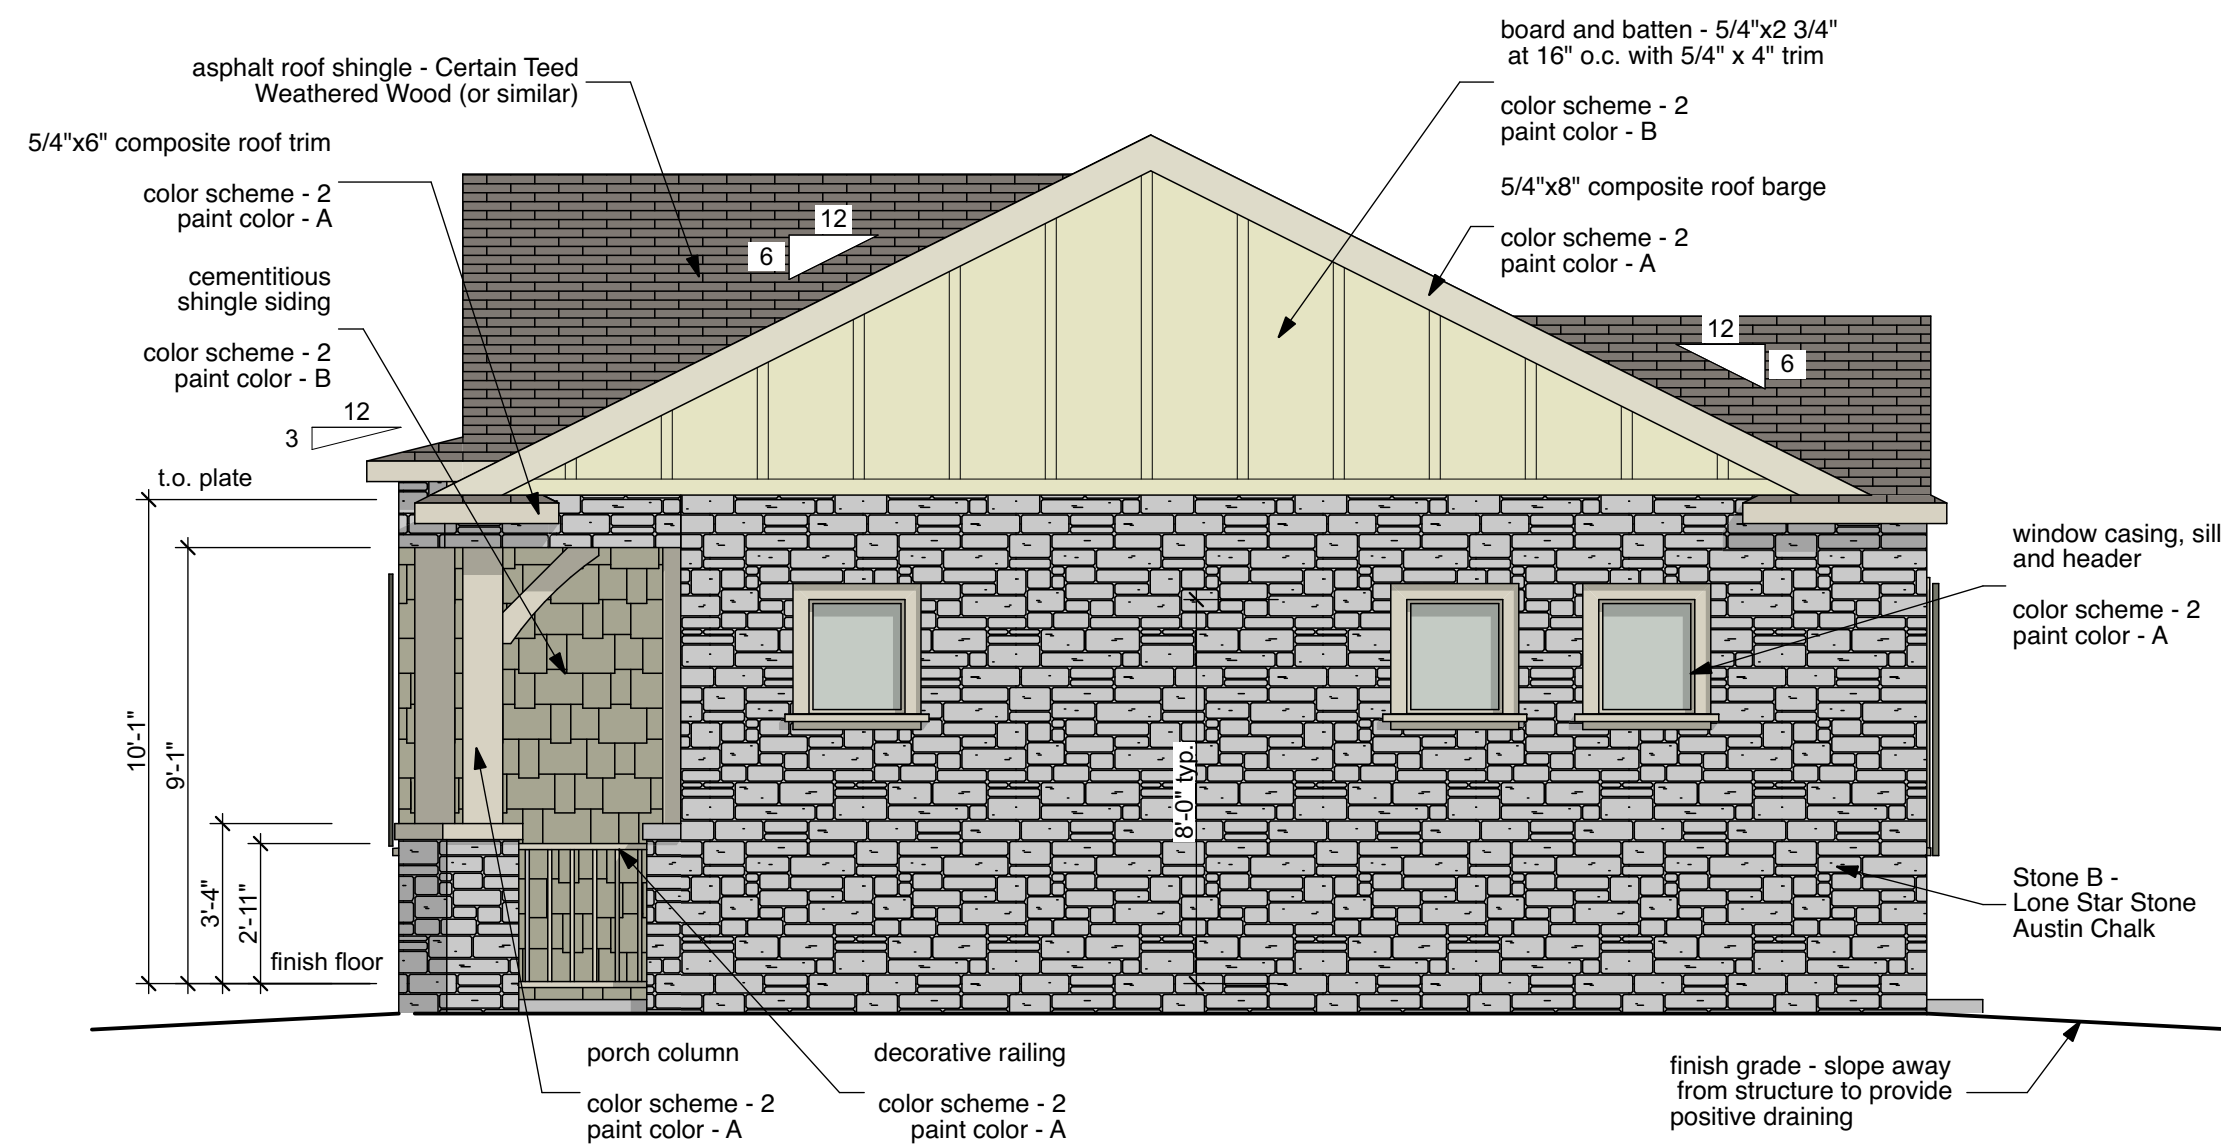 asphalt roof shingle - Certain Teed
Weathered Wood (or similar)
5/4"x6" composite roof trim
color scheme - 2
paint color - A
cementitious
shingle siding
color scheme - 2
paint color - B
12
3
t.o. plate
12
6
board and batten - 5/4"x2 3/4"
at 16" o.c. with 5/4" x 4" trim
color scheme - 2
paint color - B
5/4"x8" composite roof barge
color scheme - 2
paint color - A
12
6
window casing, sill
and header
color scheme - 2
paint color - A
10'-1"
9'-1"
3'-4"
2'-11"
finish floor
8'-0" typ.
Stone B -
Lone Star Stone
Austin Chalk
porch column
color scheme - 2
paint color - A
decorative railing
color scheme - 2
paint color - A
finish grade - slope away
from structure to provide
positive draining